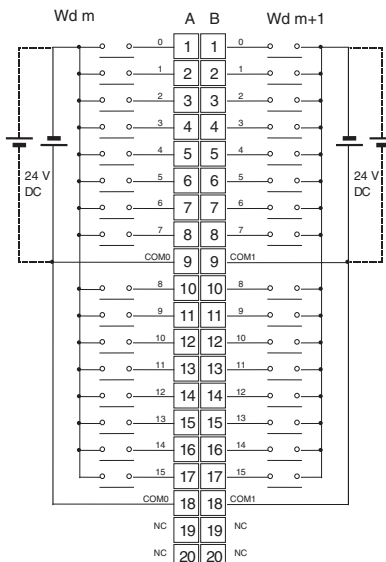 Wd m A B Wd m+1
0 1 1 0
1 2 2 1
2 3 3 2
3 4 4 3
4 5 5 4
24 V DC 5 6 6 5 24 V DC
6 7 7 6
7 8 8 7
COM0 9 9 COM1
8 10 10 8
9 11 11 9
10 12 12 10
11 13 13 11
12 14 14 12
13 15 15 13
14 16 16 14
15 17 17 15
COM0 18 18 COM1
NC 19 19 NC
NC 20 20 NC